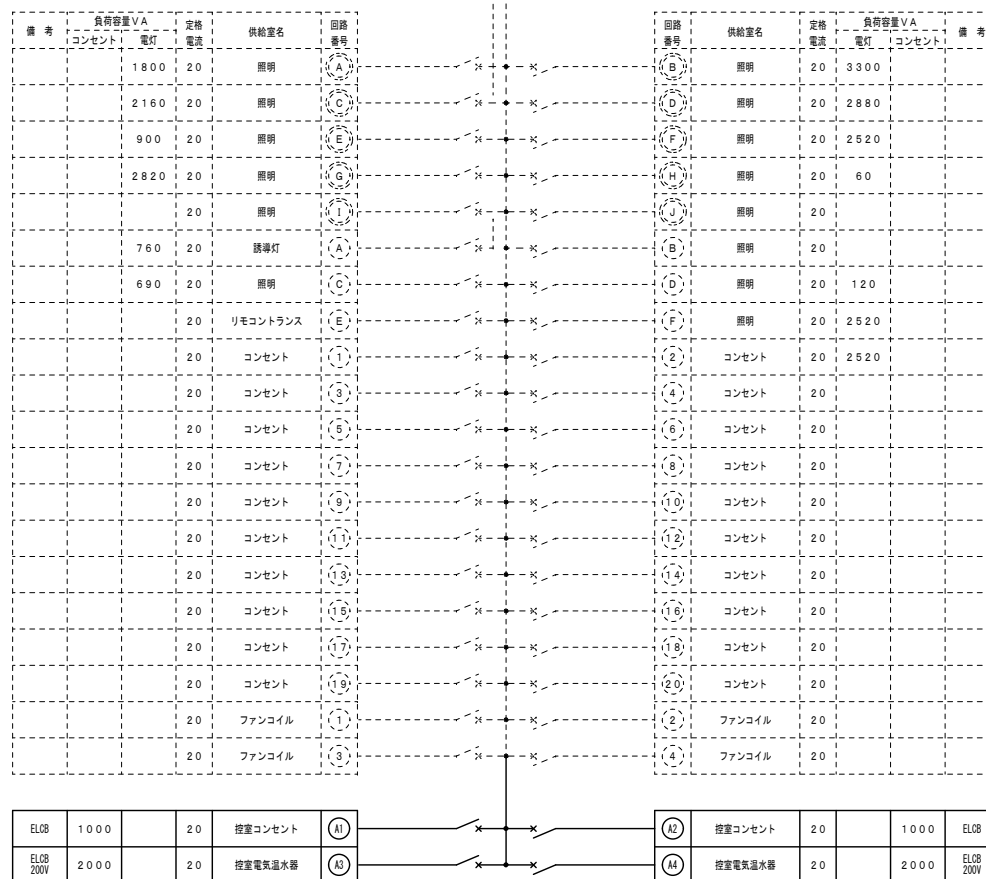 備 考 負荷容量VA 定格電流 供給室名 回路番号 回路番号 供給室名 定格電流 負荷容量VA 備 考
コンセント 電灯 電灯 コンセント
1800 20 照明 A B 照明 20 3300
2160 20 照明 C D 照明 20 2880
900 20 照明 E F 照明 20 2520
2820 20 照明 G H 照明 20 60
20 照明 I J 照明 20
760 20 誘導灯 A B 照明 20
690 20 照明 C D 照明 20 120
20 リモコントランス E F 照明 20 2520
20 コンセント 1 2 コンセント 20 2520
20 コンセント 3 4 コンセント 20
20 コンセント 5 6 コンセント 20
20 コンセント 7 8 コンセント 20
20 コンセント 9 10 コンセント 20
20 コンセント 11 12 コンセント 20
20 コンセント 13 14 コンセント 20
20 コンセント 15 16 コンセント 20
20 コンセント 17 18 コンセント 20
20 コンセント 19 20 コンセント 20
20 ファンコイル 1 2 ファンコイル 20
20 ファンコイル 3 4 ファンコイル 20
ELCB 1000 20 控室コンセント A1 A2 控室コンセント 20 1000 ELCB
ELCB 200V 2000 20 控室電気温水器 A3 A4 控室電気温水器 20 2000 ELCB 200V